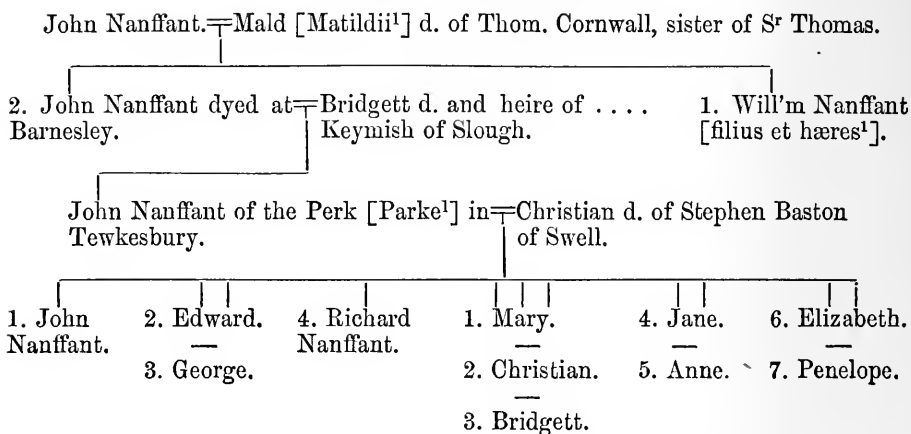 John Nanffant.╤Mald [Matildii¹] d. of Thom. Cornwall, sister of Sʳ Thomas.
2. John Nanffant dyed at╤Bridgett d. and heire of . . . . 1. Will'm Nanffant
Barnesley. Keymish of Slough. [filius et hæres¹].
John Nanffant of the Perk [Parke¹] in╤Christian d. of Stephen Baston
Tewkesbury. of Swell.
1. John 2. Edward. 4. Richard 1. Mary. 4. Jane. 6. Elizabeth.
Nanffant. — Nanffant. — — —
3. George. 2. Christian. 5. Anne. 7. Penelope.
—
3. Bridgett.